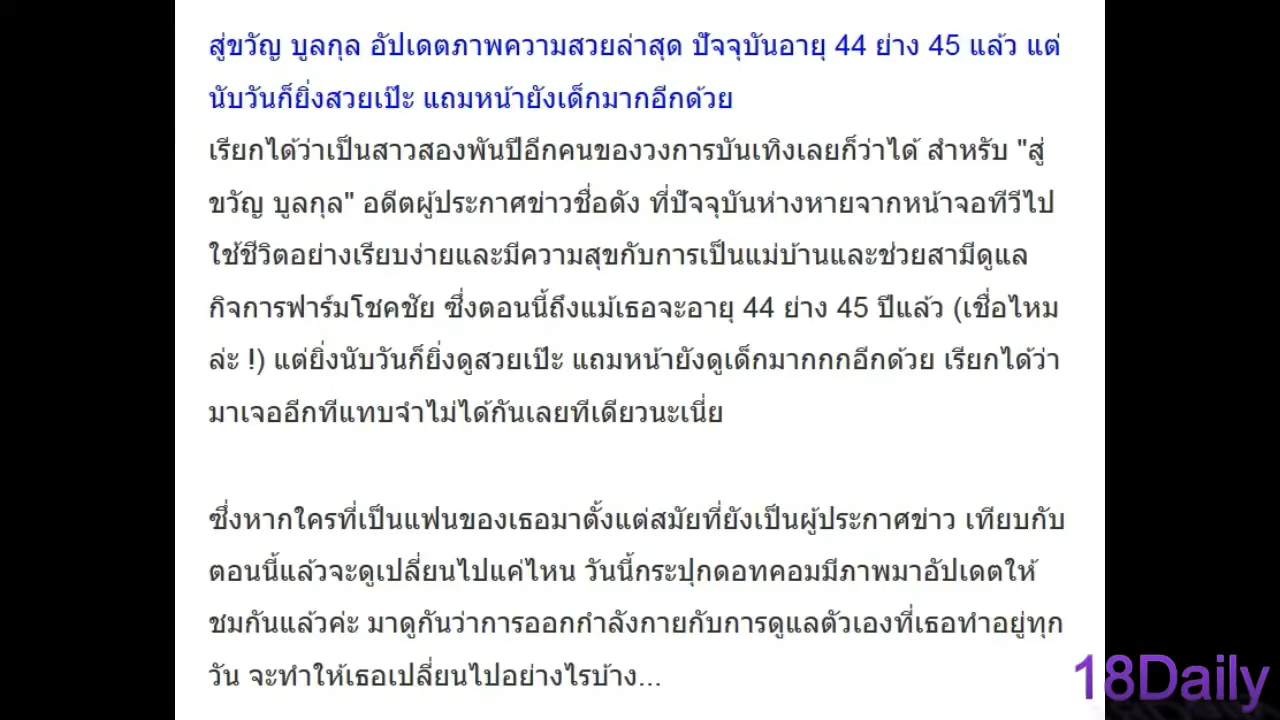 สู่ขวัญ บูลกุล อัปเดตภาพความสวยล่าสุด ปัจจุบันอายุ 44 ย่าง 45 แล้ว แต่
นับวันก็ยิ่งสวยเป๊ะ แถมหน้ายังเด็กมากอีกด้วย
เรียกได้ว่าเป็นสาวสองพันปีอีกคนของวงการบันเทิงเลยก็ว่าได้ สำหรับ "สู่
ขวัญ บูลกุล" อดีตผู้ประกาศข่าวชื่อดัง ที่ปัจจุบันห่างหายจากหน้าจอทีวีไป
ใช้ชีวิตอย่างเรียบง่ายและมีความสุขกับการเป็นแม่บ้านและช่วยสามีดูแล
กิจการฟาร์มโชคชัย ซึ่งตอนนี้ถึงแม้เธอจะอายุ 44 ย่าง 45 ปีแล้ว (เชื่อไหม
ล่ะ !) แต่ยิ่งนับวันก็ยิ่งดูสวยเป๊ะ แถมหน้ายังดูเด็กมากกกอีกด้วย เรียกได้ว่า
มาเจออีกทีแทบจำไม่ได้กันเลยทีเดียวนะเนี่ย
ซึ่งหากใครที่เป็นแฟนของเธอมาตั้งแต่สมัยที่ยังเป็นผู้ประกาศข่าว เทียบกับ
ตอนนี้แล้วจะดูเปลี่ยนไปแค่ไหน วันนี้กระปุกดอทคอมมีภาพมาอัปเดตให้
ชมกันแล้วค่ะ มาดูกันว่าการออกกำลังกายกับการดูแลตัวเองที่เธอทำอยู่ทุก
วัน จะทำให้เธอเปลี่ยนไปอย่างไรบ้าง...
18Daily